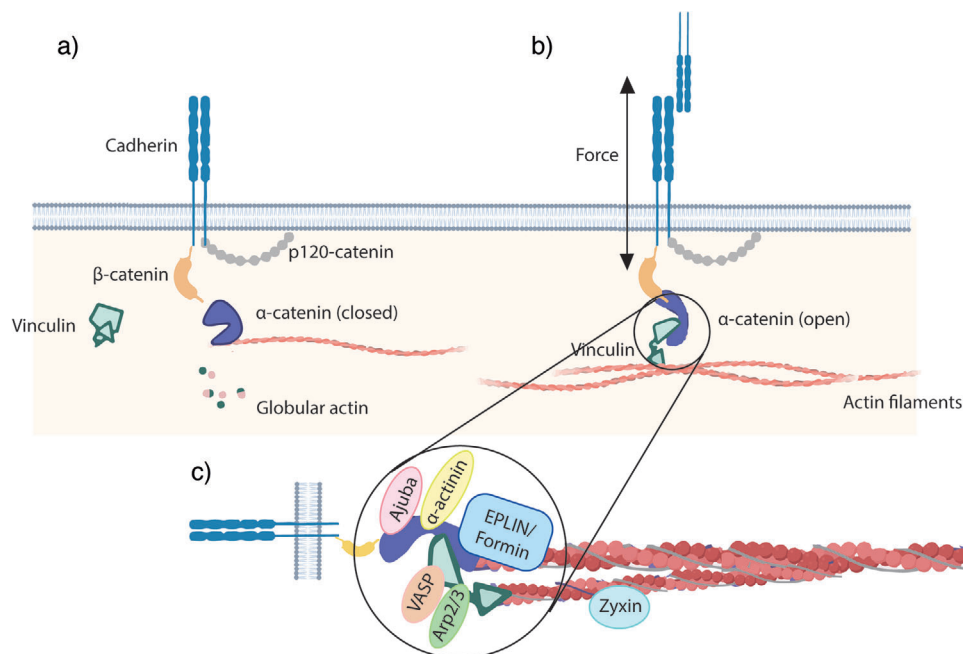 a)
Cadherin
p120-catenin
β-catenin
Vinculin
α-catenin (closed)
Globular actin
b)
Force
α-catenin (open)
Vinculin
Actin filaments
c)
Ajuba
α-actinin
EPLIN/
Formin
VASP
Arp2/3
Zyxin